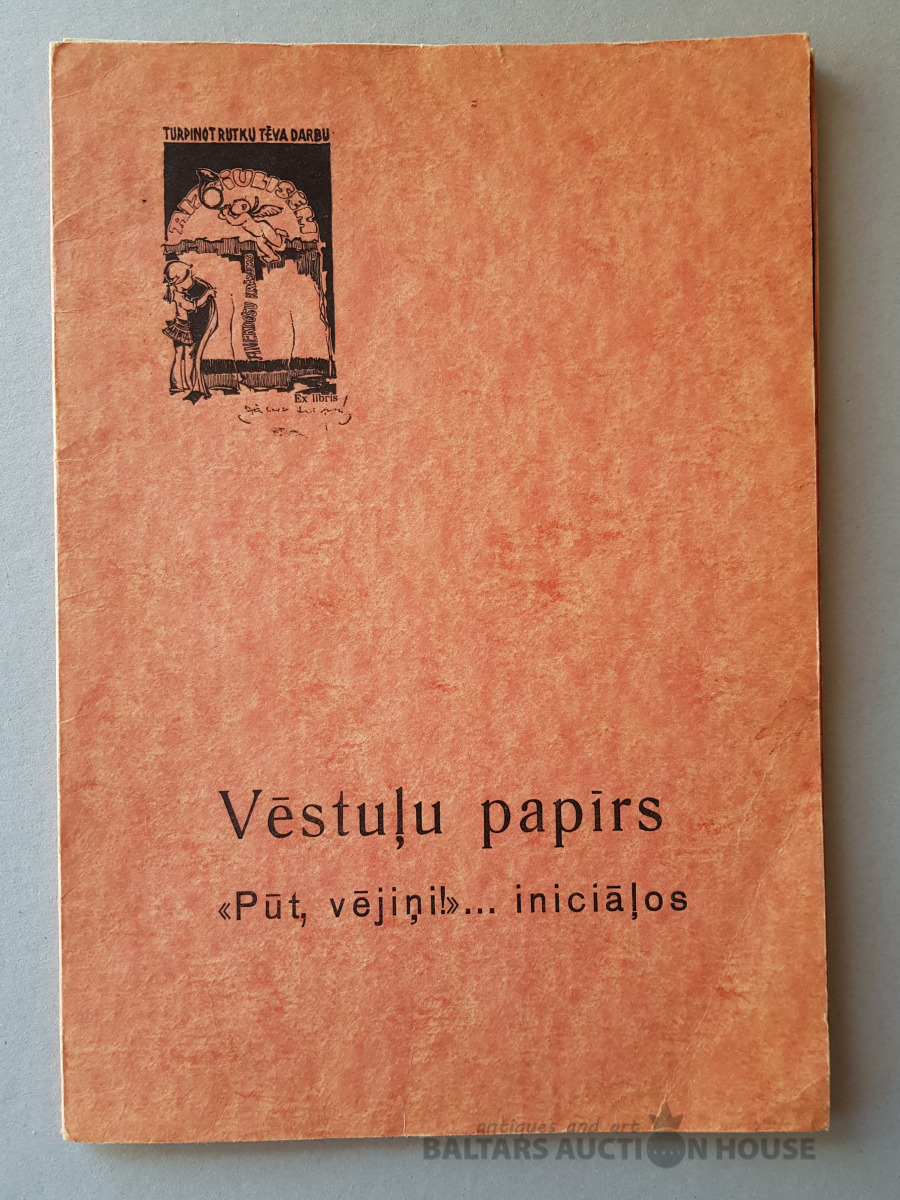 TURPINOT RUTKU TĒVA DARBU
Ex libris
Vēstuļu papīrs
«Pūt, vējiņi!»... iniciāļos
antiques and art
BALTARS AUCTION HOUSE